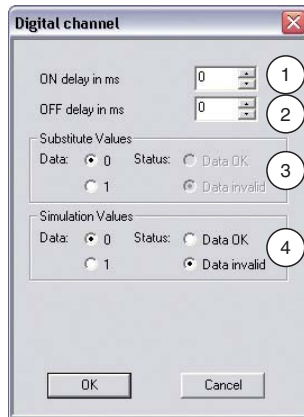 Digital channel
ON delay in ms 0 1
OFF delay in ms 0 2
Substitute Values
Data: 0 Status: Data OK
1 Data invalid 3
Simulation Values
Data: 0 Status: Data OK
1 Data invalid 4
OK Cancel